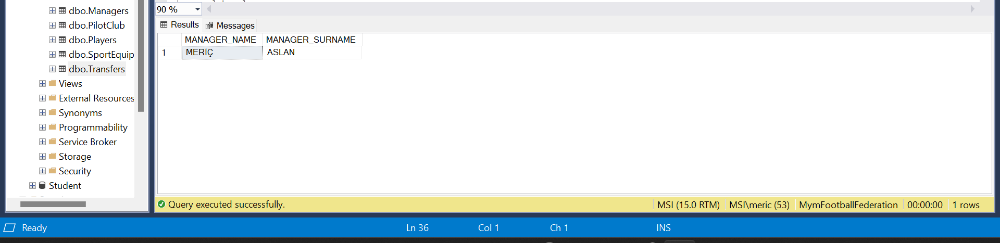 dbo.Managers
dbo.PilotClub
dbo.Players
dbo.SportEquip
dbo.Transfers
Views
External Resources
Synonyms
Programmability
Service Broker
Storage
Security
Student
90 %
Results Messages
MANAGER_NAME MANAGER_SURNAME
1 MERİÇ ASLAN
Query executed successfully. MSI (15.0 RTM) MSI\meric (53) MymFootballFederation 00:00:00 1 rows
Ready Ln 36 Col 1 Ch 1 INS